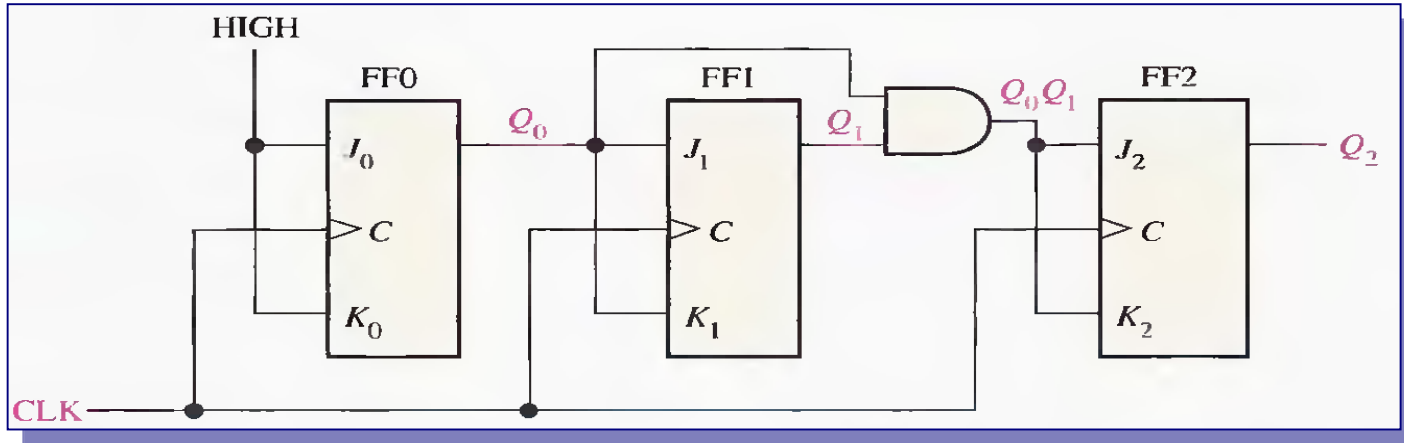 HIGH
FF0
FF1
FF2
Q₀
Q₁
Q₀Q₁
Q₂
J₀
J₁
J₂
C
C
C
K₀
K₁
K₂
CLK